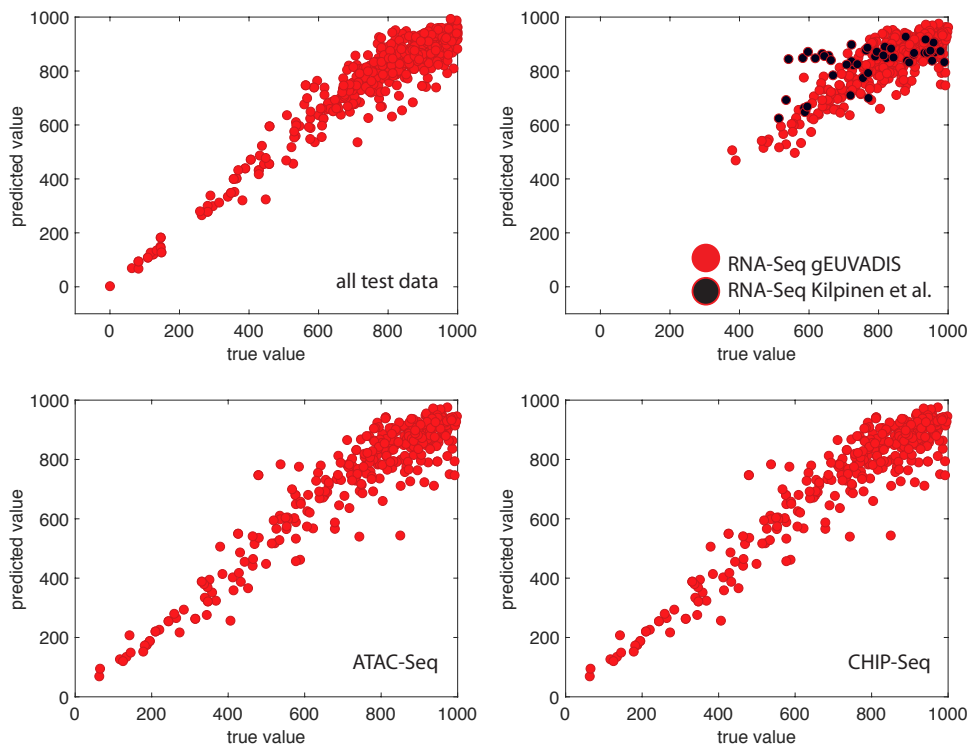 1000
800
600
400
200
0
predicted value
0 200 400 600 800 1000
true value
all test data
1000
800
600
400
200
0
predicted value
0 200 400 600 800 1000
true value
RNA-Seq gEUVADIS
RNA-Seq Kilpinen et al.
1000
800
600
400
200
0
predicted value
0 200 400 600 800 1000
true value
ATAC-Seq
1000
800
600
400
200
0
predicted value
0 200 400 600 800 1000
true value
CHIP-Seq